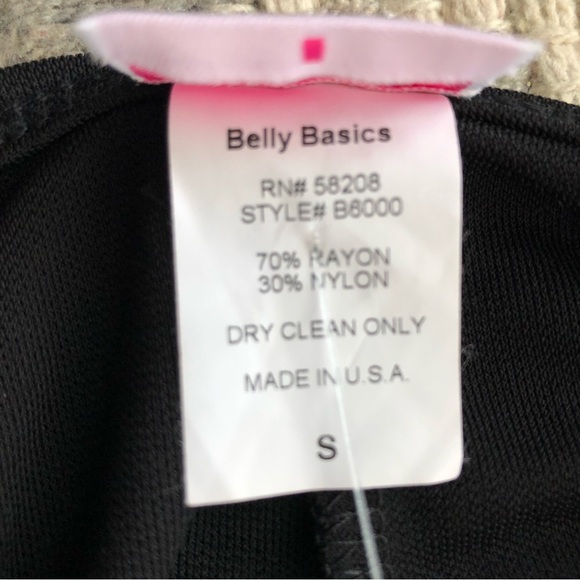 Belly Basics
RN# 58208
STYLE# B6000
70% RAYON
30% NYLON
DRY CLEAN ONLY
MADE IN U.S.A.
S